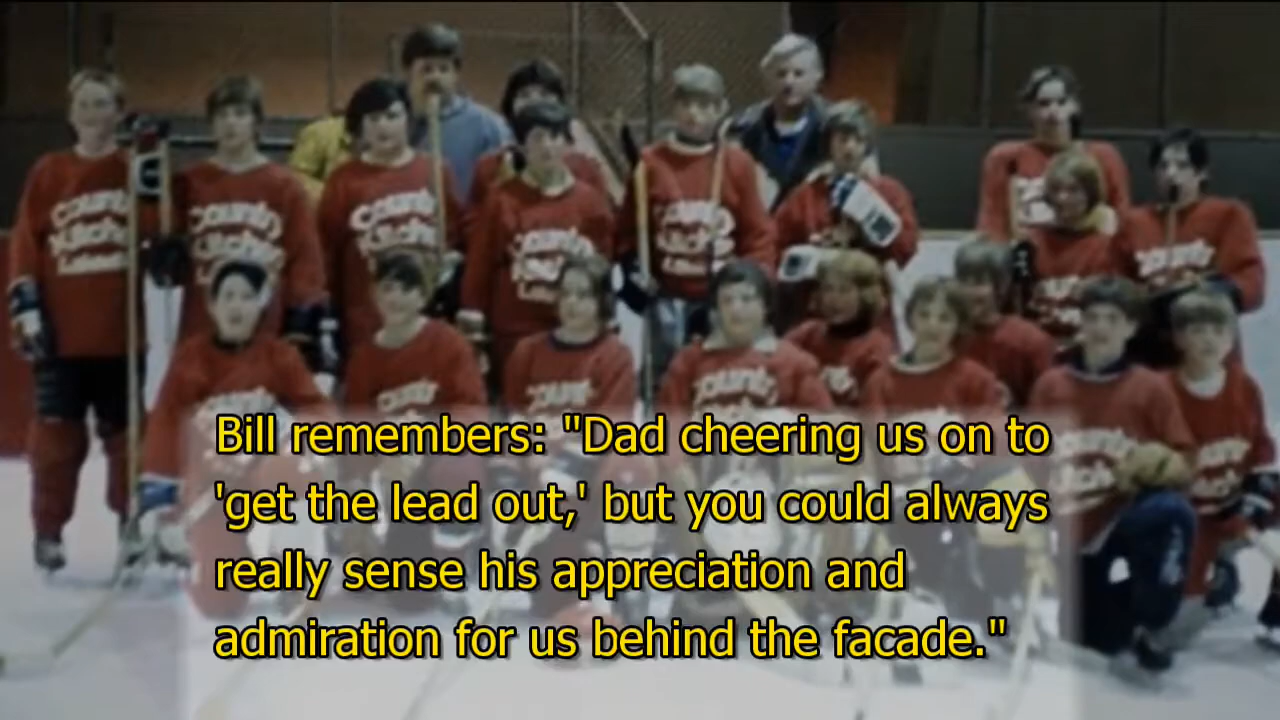 Bill remembers: "Dad cheering us on to
'get the lead out,' but you could always
really sense his appreciation and
admiration for us behind the facade."